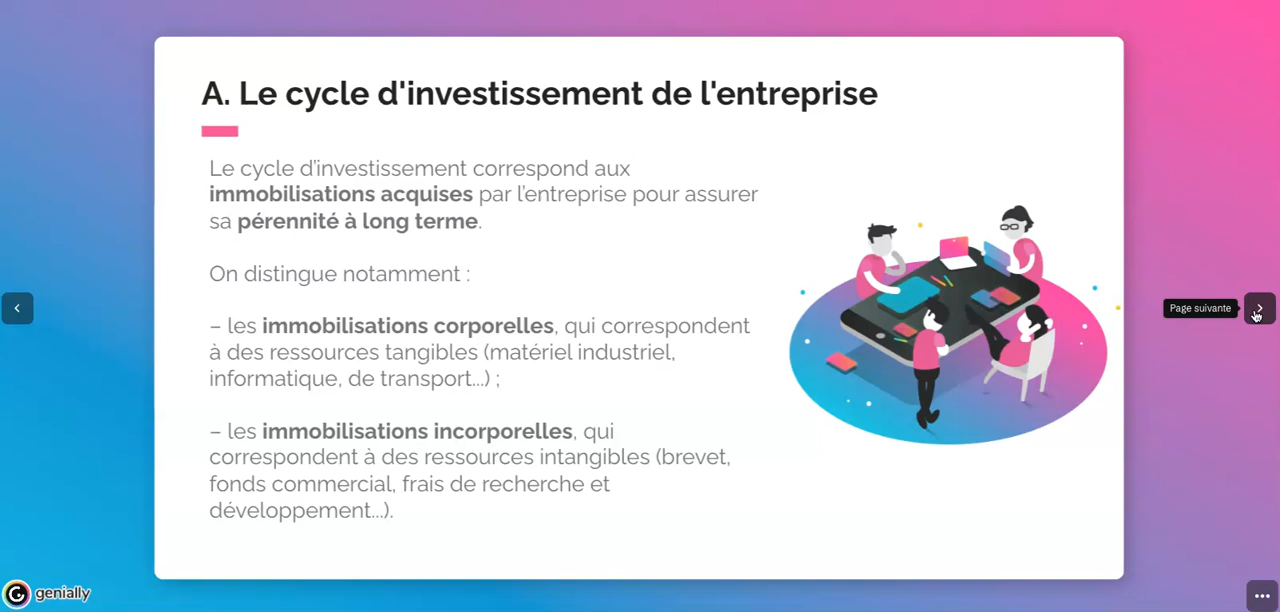 A. Le cycle d'investissement de l'entreprise
Le cycle d’investissement correspond aux
immobilisations acquises par l’entreprise pour assurer
sa pérennité à long terme.
On distingue notamment :
– les immobilisations corporelles, qui correspondent
à des ressources tangibles (matériel industriel,
informatique, de transport...) ;
– les immobilisations incorporelles, qui
correspondent à des ressources intangibles (brevet,
fonds commercial, frais de recherche et
développement...).
Page suivante
genially